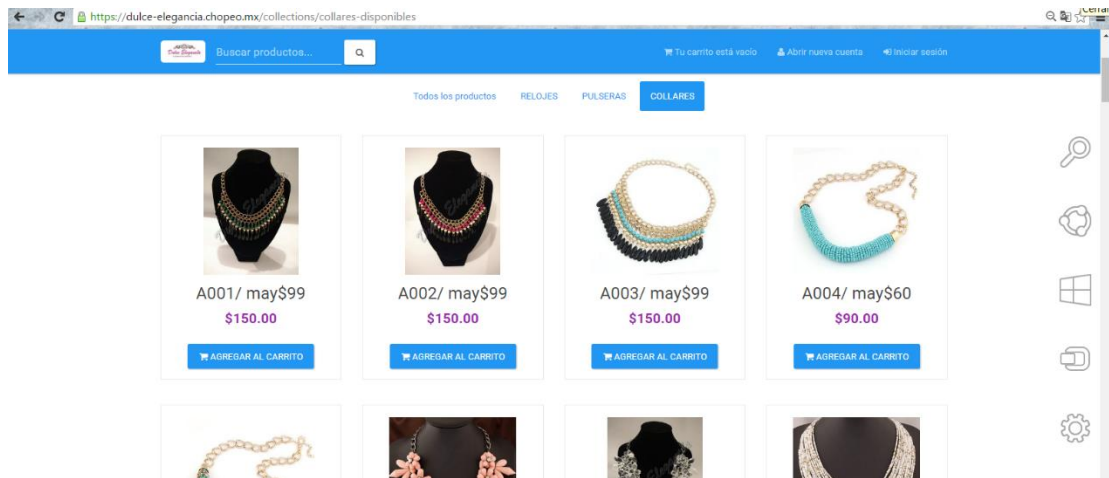 Cerrar
https://dulce-elegancia.chopeo.mx/collections/collares-disponibles
Dulce Elegancia
Buscar productos...
Tu carrito está vacío
Abrir nueva cuenta
Iniciar sesión
Todos los productos
RELOJES
PULSERAS
COLLARES
A001/ may$99
$150.00
AGREGAR AL CARRITO
A002/ may$99
$150.00
AGREGAR AL CARRITO
A003/ may$99
$150.00
AGREGAR AL CARRITO
A004/ may$60
$90.00
AGREGAR AL CARRITO